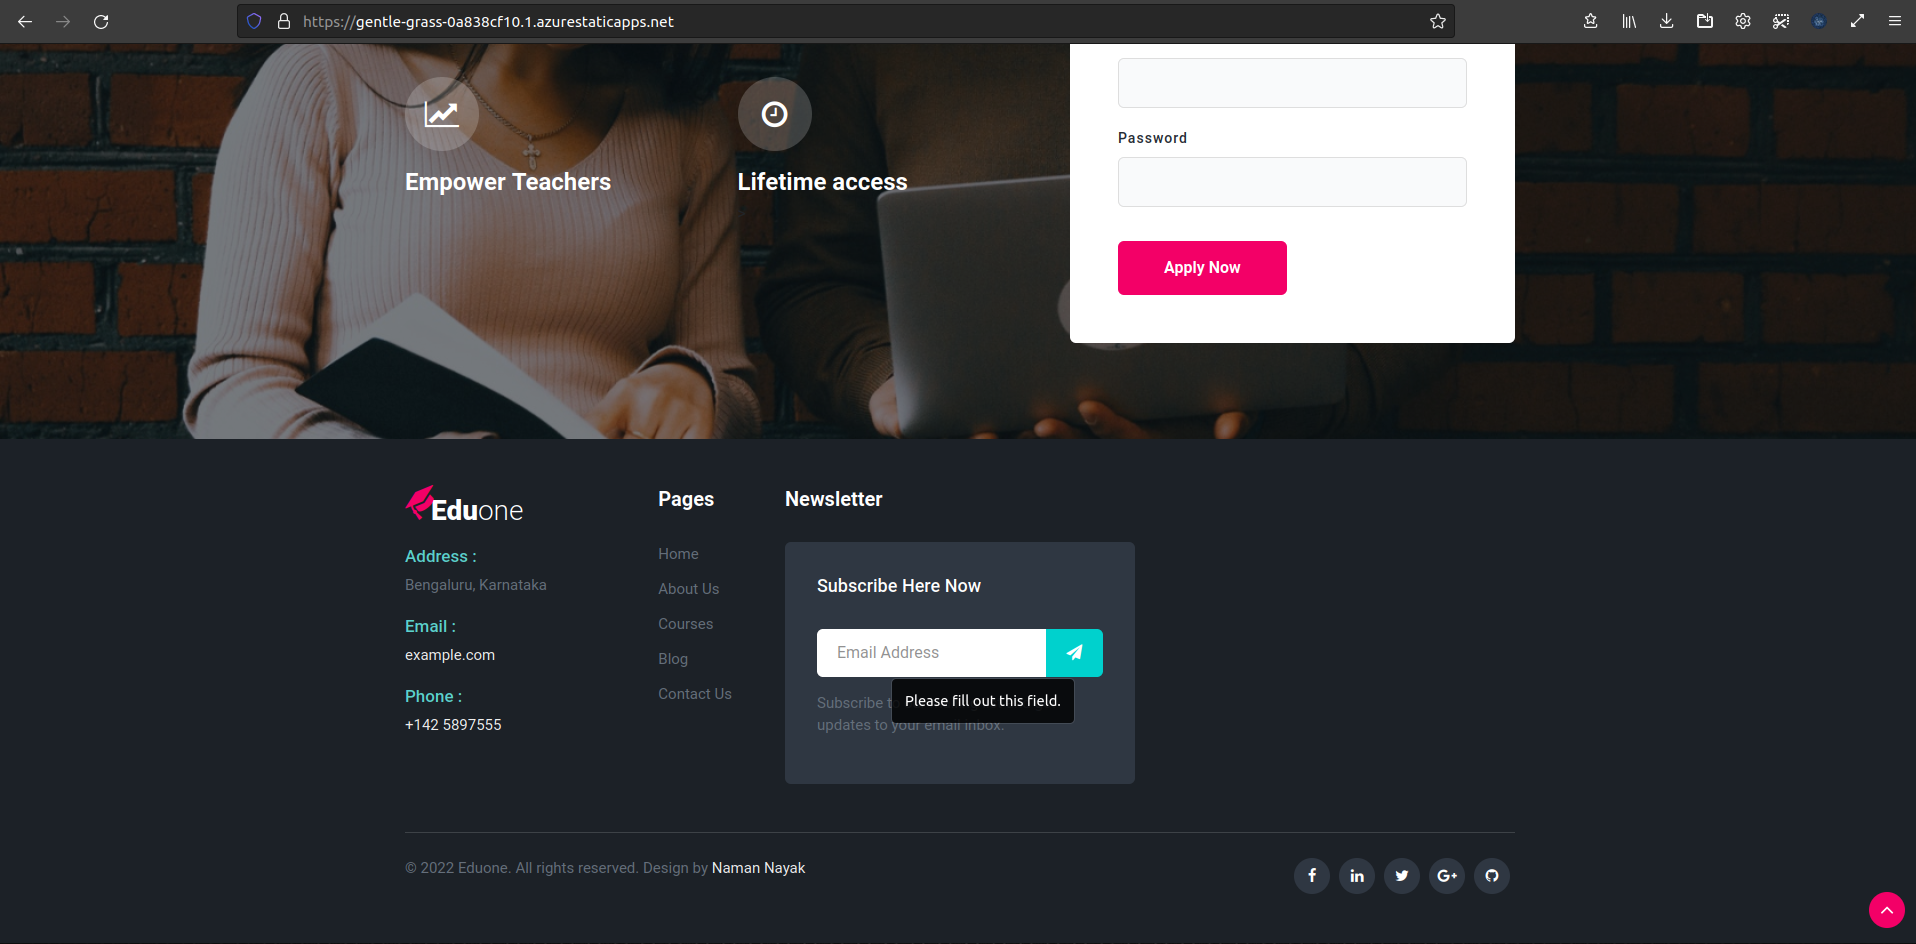 https://gentle-grass-0a838cf10.1.azurestaticapps.net
Empower Teachers
Lifetime access
Password
Apply Now
Eduone
Address :
Bengaluru, Karnataka
Email :
example.com
Phone :
+142 5897555
Pages
Home
About Us
Courses
Blog
Contact Us
Newsletter
Subscribe Here Now
Email Address
Please fill out this field.
Subscribe
updates to your email inbox.
© 2022 Eduone. All rights reserved. Design by Naman Nayak